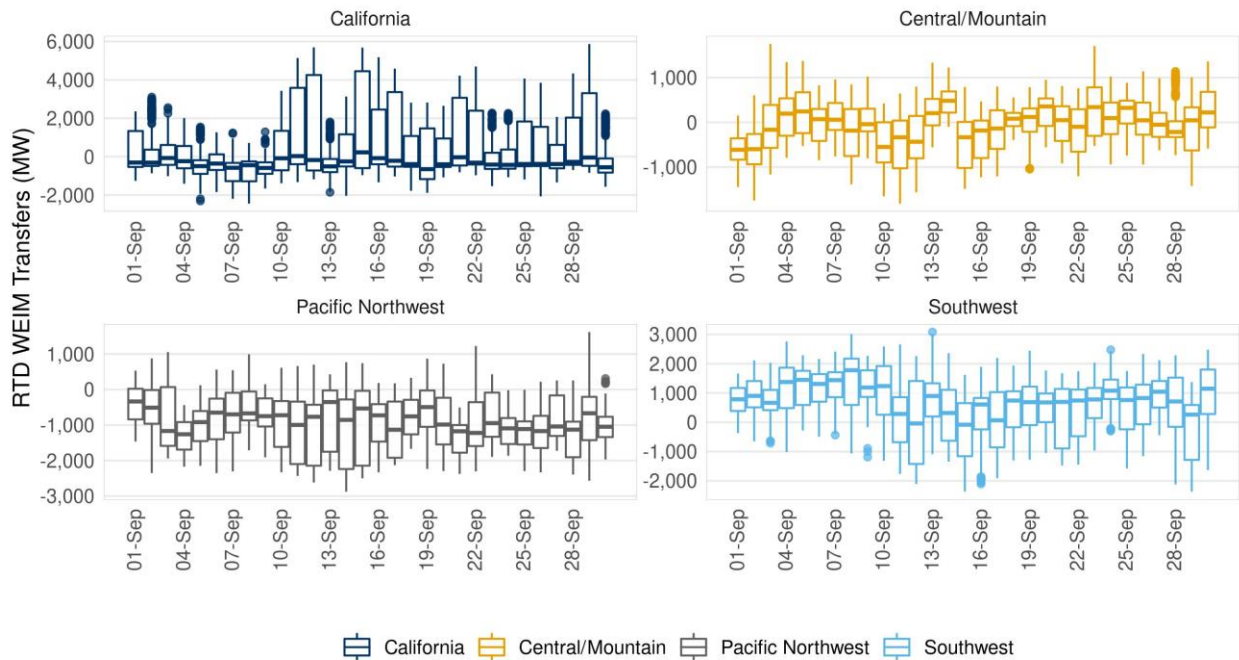 California
Central/Mountain
RTD WEIM Transfers (MW)
6,000
4,000
2,000
0
-2,000
01-Sep
04-Sep
07-Sep
10-Sep
13-Sep
16-Sep
19-Sep
22-Sep
25-Sep
28-Sep
1,000
0
-1,000
01-Sep
04-Sep
07-Sep
10-Sep
13-Sep
16-Sep
19-Sep
22-Sep
25-Sep
28-Sep
Pacific Northwest
Southwest
1,000
0
-1,000
-2,000
-3,000
01-Sep
04-Sep
07-Sep
10-Sep
13-Sep
16-Sep
19-Sep
22-Sep
25-Sep
28-Sep
3,000
2,000
1,000
0
-1,000
-2,000
01-Sep
04-Sep
07-Sep
10-Sep
13-Sep
16-Sep
19-Sep
22-Sep
25-Sep
28-Sep
California Central/Mountain Pacific Northwest Southwest